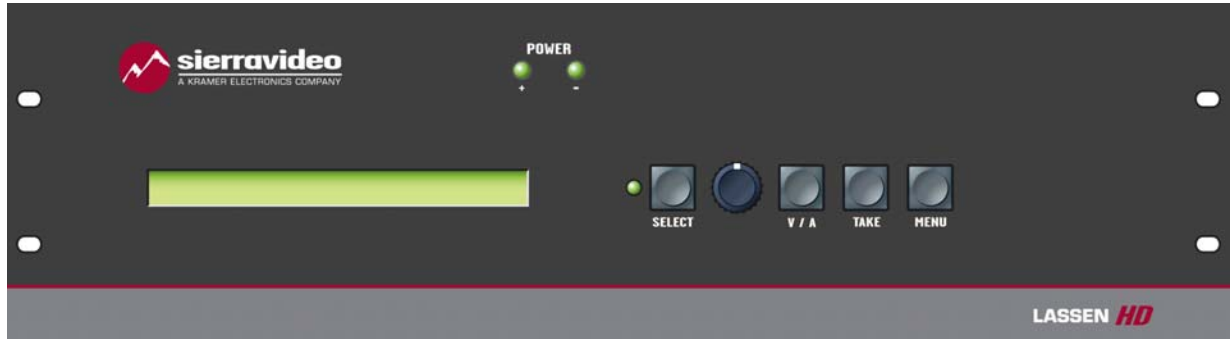 sierravideo
A KRAMER ELECTRONICS COMPANY
POWER
+ -
SELECT
V / A
TAKE
MENU
LASSEN HD